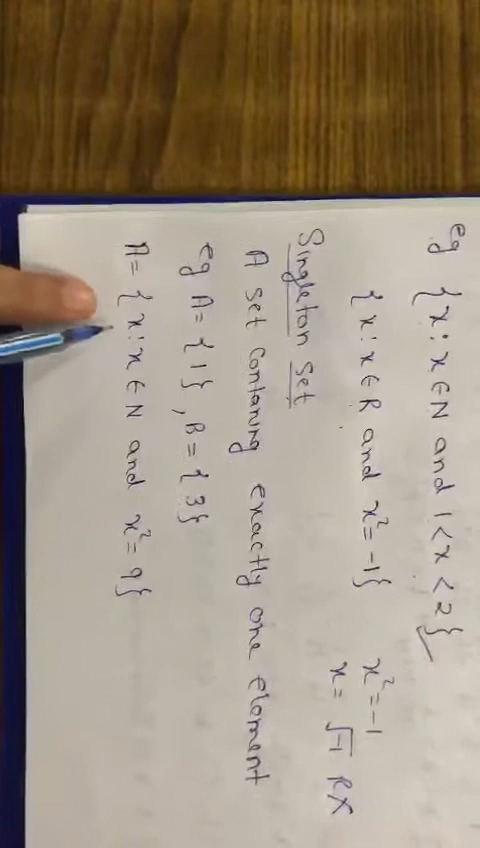 eg {x : x ∈ N and 1 < x < 2}
{x : x ∈ R and x² = -1} x² = -1
x = √-1 RX
Singleton Set
A set containing exactly one element
eg A = {1}, B = {3}
A = {x : x ∈ N and x² = 9}